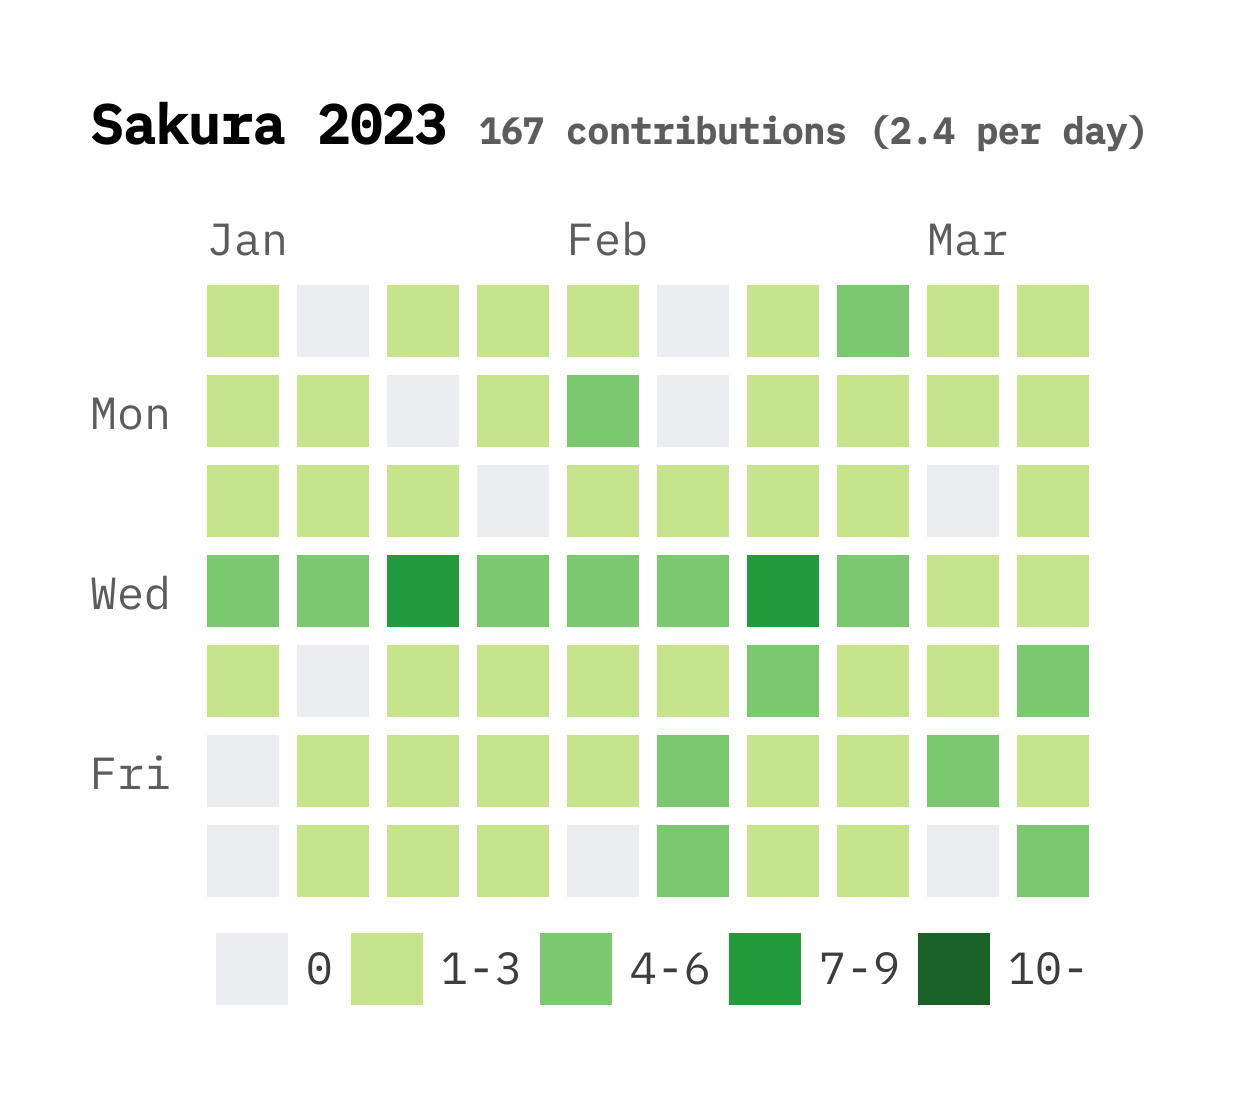 Sakura 2023 167 contributions (2.4 per day)
Jan Feb Mar
Mon
Wed
Fri
0 1-3 4-6 7-9 10-